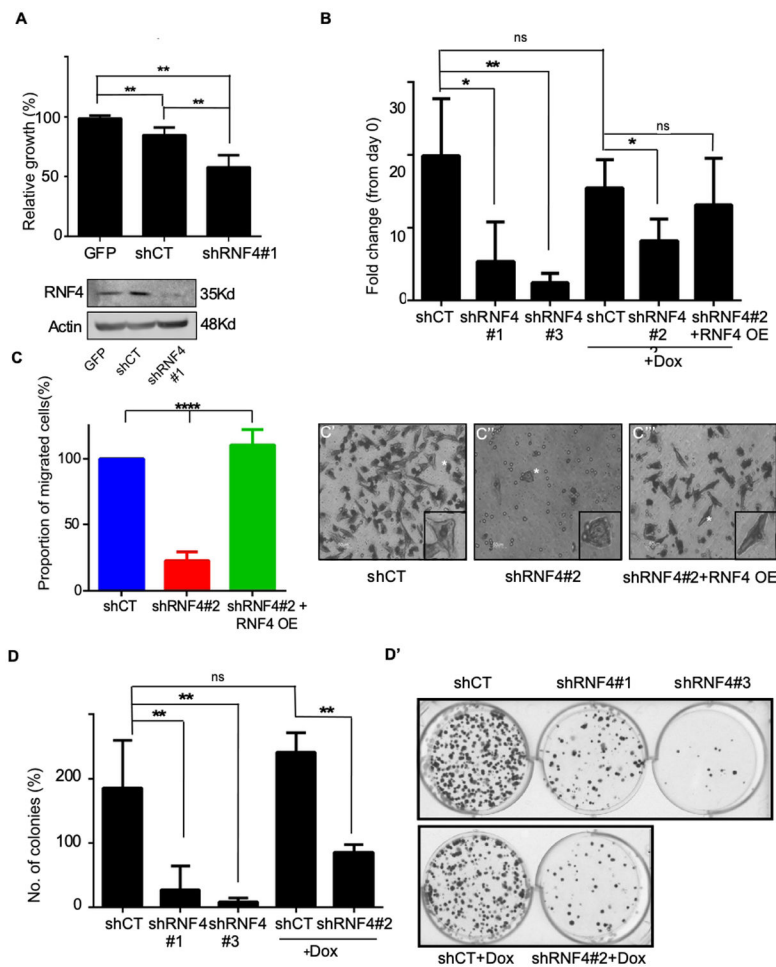 A
**
**
**
Relative growth (%)
100
50
0
GFP
shCT
shRNF4#1
RNF4
35Kd
Actin
48Kd
GFP
shCT
shRNF4
#1
B
ns
**
*
ns
*
Fold change (from day 0)
30
20
10
0
shCT
shRNF4
#1
shRNF4
#3
shCT
shRNF4
#2
shRNF4#2
+RNF4 OE
+Dox
C
****
Proportion of migrated cells(%)
100
50
0
shCT
shRNF4#2
shRNF4#2 +
RNF4 OE
C'
*
shCT
C''
*
shRNF4#2
C'''
*
shRNF4#2+RNF4 OE
D
ns
**
**
**
No. of colonies (%)
200
100
0
shCT
shRNF4
#1
shRNF4
#3
shCT
shRNF4#2
+Dox
D'
shCT
shRNF4#1
shRNF4#3
shCT+Dox
shRNF4#2+Dox